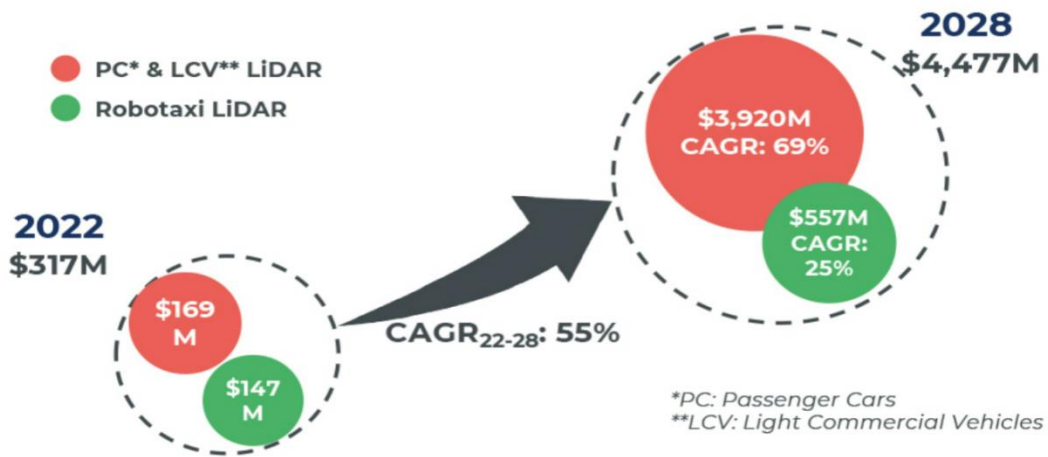 PC* & LCV** LiDAR
Robotaxi LiDAR
2022
$317M
$169
M
$147
M
CAGR22-28: 55%
2028
$4,477M
$3,920M
CAGR: 69%
$557M
CAGR:
25%
*PC: Passenger Cars
**LCV: Light Commercial Vehicles